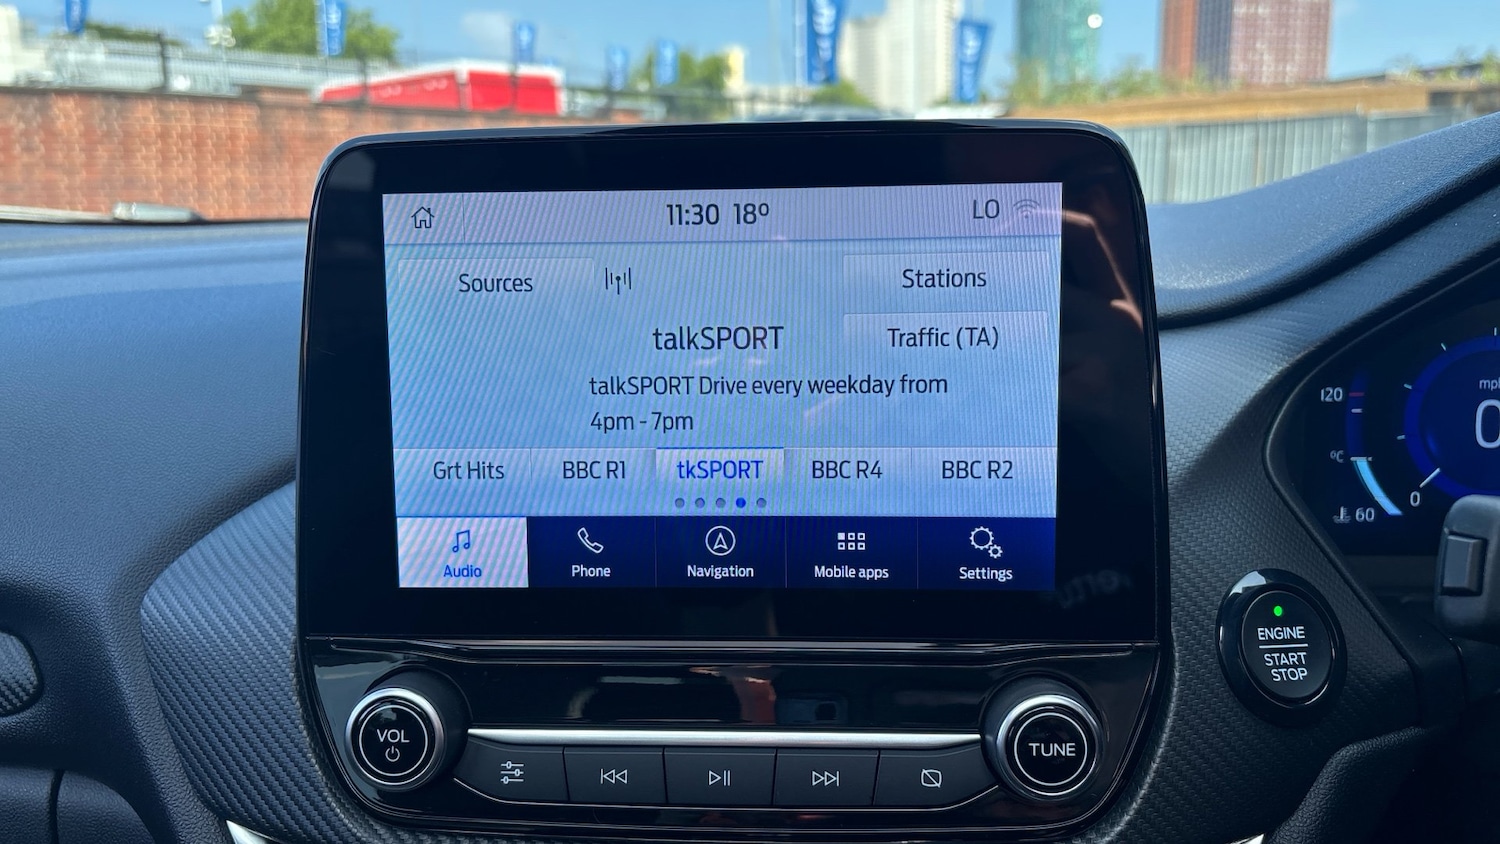 11:30 18°
LO
Sources
Stations
talkSPORT
Traffic (TA)
talkSPORT Drive every weekday from
4pm - 7pm
Grt Hits
BBC R1
tkSPORT
BBC R4
BBC R2
Audio
Phone
Navigation
Mobile apps
Settings
120
mph
0
°C
0
60
ENGINE
START
STOP
VOL
TUNE